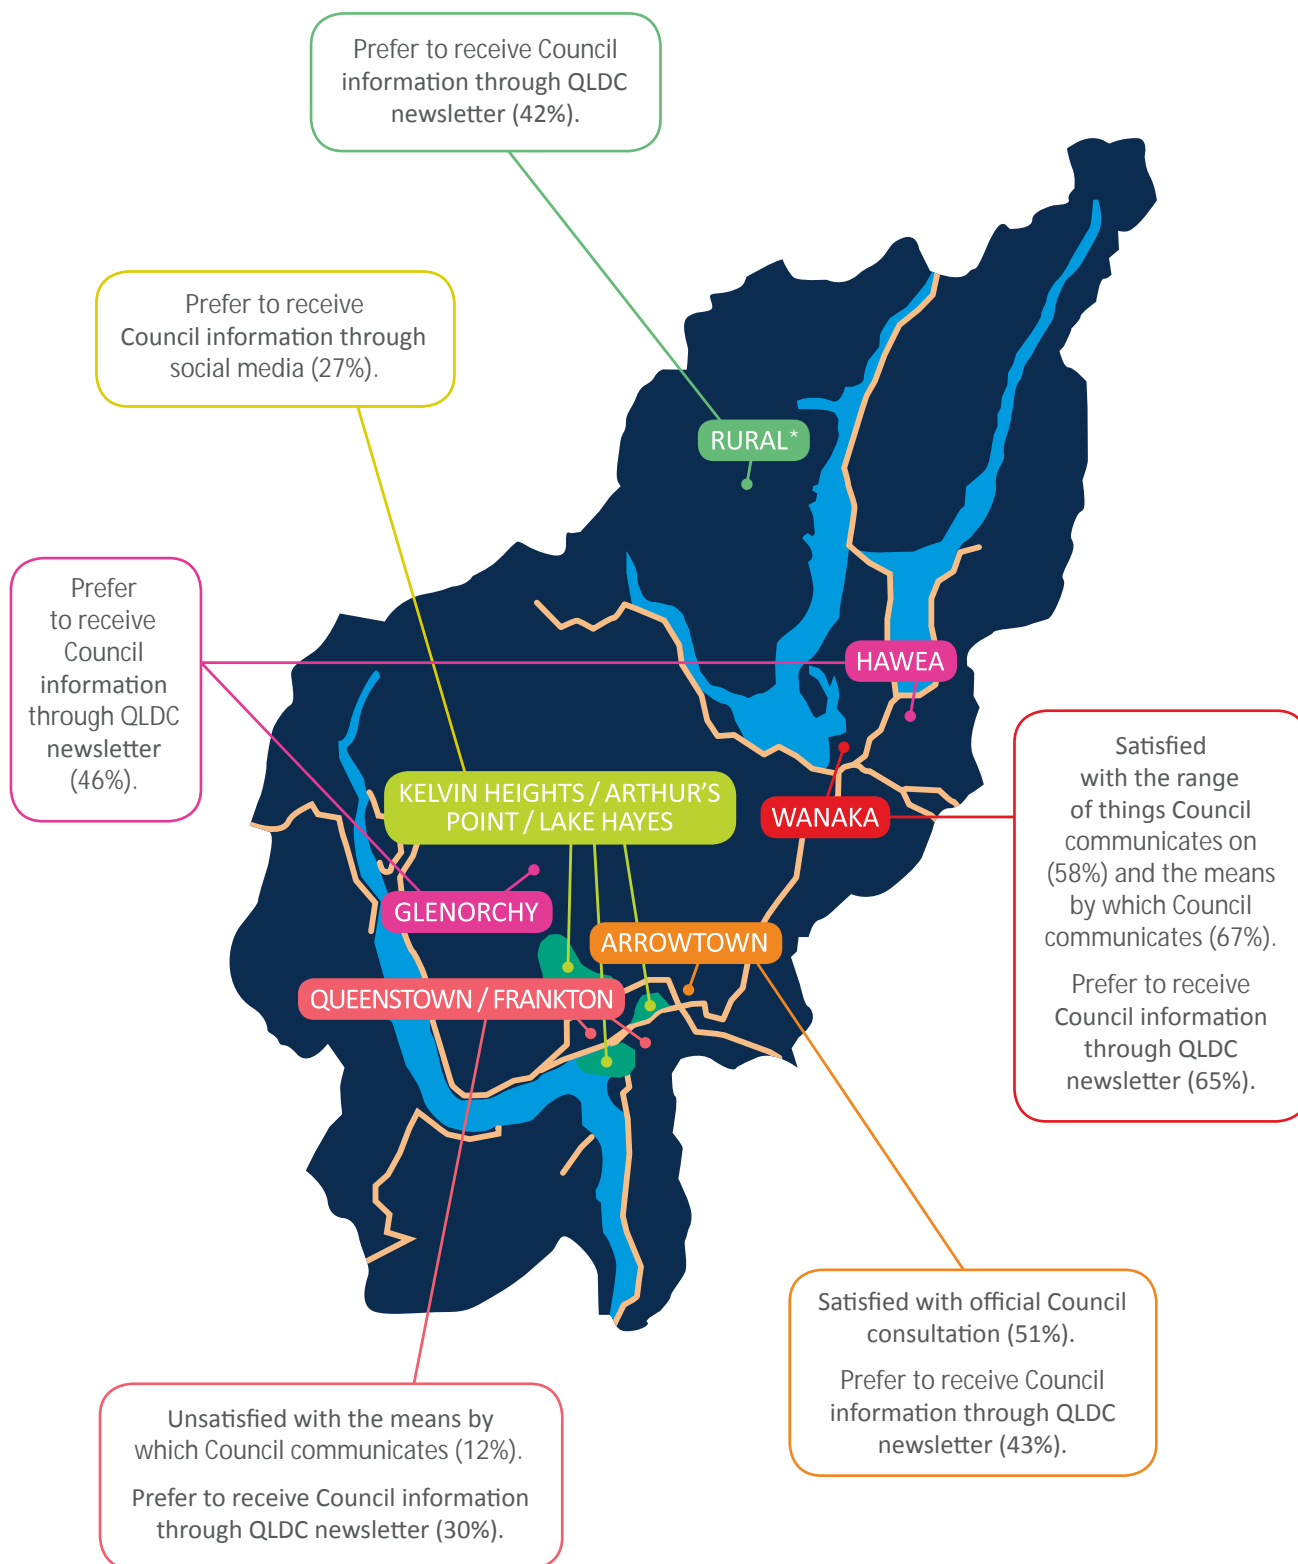 Prefer to receive Council
information through QLDC
newsletter (42%).
Prefer to receive
Council information through
social media (27%).
RURAL*
Prefer
to receive
Council
information
through QLDC
newsletter
(46%).
HAWEA
Satisfied
with the range
of things Council
communicates on
(58%) and the means
by which Council
communicates (67%).
Prefer to receive
Council information
through QLDC
newsletter (65%).
KELVIN HEIGHTS / ARTHUR'S
POINT / LAKE HAYES
WANAKA
GLENORCHY
ARROWTOWN
QUEENSTOWN / FRANKTON
Satisfied with official Council
consultation (51%).
Prefer to receive Council
information through QLDC
newsletter (43%).
Unsatisfied with the means by
which Council communicates (12%).
Prefer to receive Council information
through QLDC newsletter (30%).